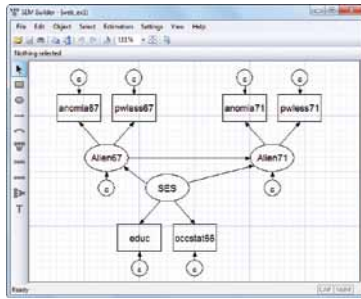 SEM Builder - [web_ex3]
File Edit Object Select Estimation Settings View Help
Nothing selected
T
ε ε ε ε
anomia67 pwless67 anomia71 pwless71
Alien67 Alien71
ε ε
SES
educ occstat66
ε ε
Ready